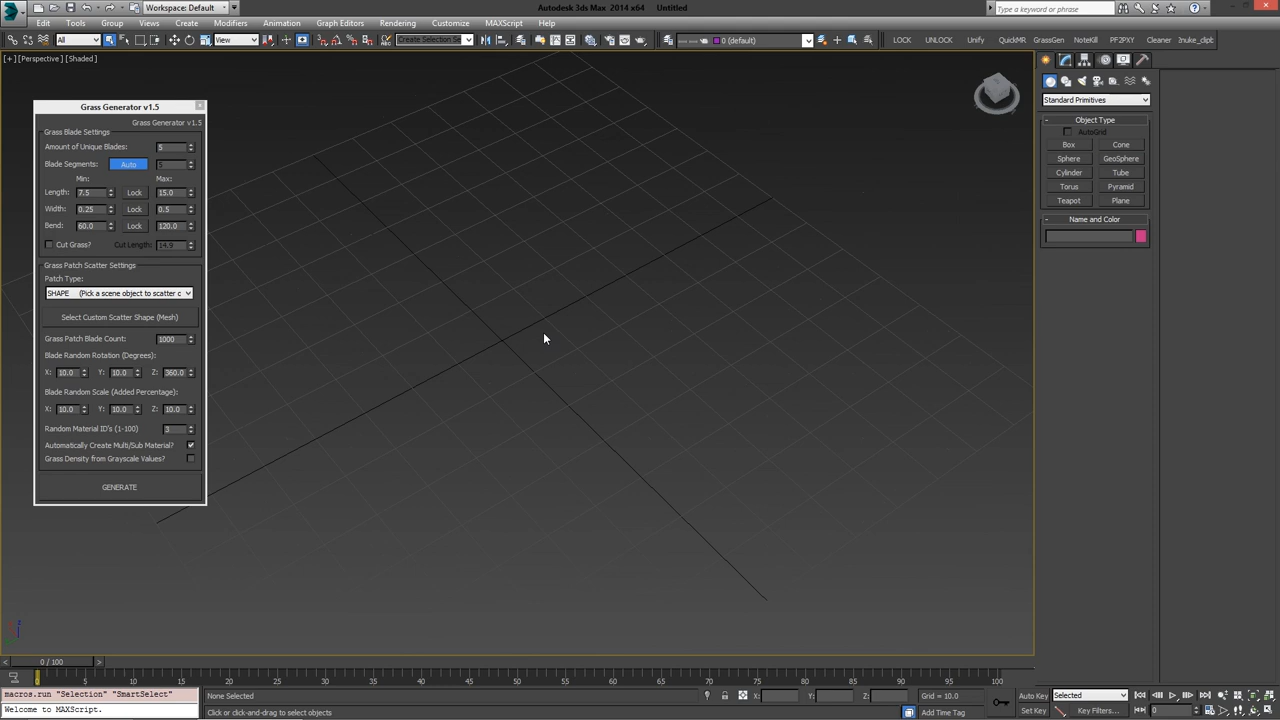 Workspace: Default
Autodesk 3ds Max 2014 x64 Untitled
Type a keyword or phrase
Edit Tools Group Views Create Modifiers Animation Graph Editors Rendering Customize MAXScript Help
All View Create Selection Se 0 (default) LOCK UNLOCK Unify QuickMR GrassGen NoteKill PF2PXY Cleaner
[+] [Perspective] [Shaded]
Grass Generator v1.5
Grass Generator v1.5
Grass Blade Settings
Amount of Unique Blades: 5
Blade Segments: Auto 5
Min: Max:
Length: 7.5 Lock 15.0
Width: 0.25 Lock 0.5
Bend: 60.0 Lock 120.0
Cut Grass? Cut Length: 14.9
Grass Patch Scatter Settings
Patch Type:
SHAPE (Pick a scene object to scatter c
Select Custom Scatter Shape (Mesh)
Grass Patch Blade Count: 1000
Blade Random Rotation (Degrees):
X: 10.0 Y: 10.0 Z: 360.0
Blade Random Scale (Added Percentage):
X: 10.0 Y: 10.0 Z: 10.0
Random Material ID's (1-100) 3
Automatically Create Multi/Sub Material?
Grass Density from Grayscale Values?
GENERATE
Standard Primitives
- Object Type
AutoGrid
Box Cone
Sphere GeoSphere
Cylinder Tube
Torus Pyramid
Teapot Plane
- Name and Color
z
< 0 / 100 >
0 5 10 15 20 25 30 35 40 45 50 55 60 65 70 75 80 85 90 95 100
macros.run "Selection" "SmartSelect"
Welcome to MAXScript.
None Selected X: Y: Z: Grid = 10.0 Auto Key Selected
Click or click-and-drag to select objects Add Time Tag Set Key Key Filters... 0